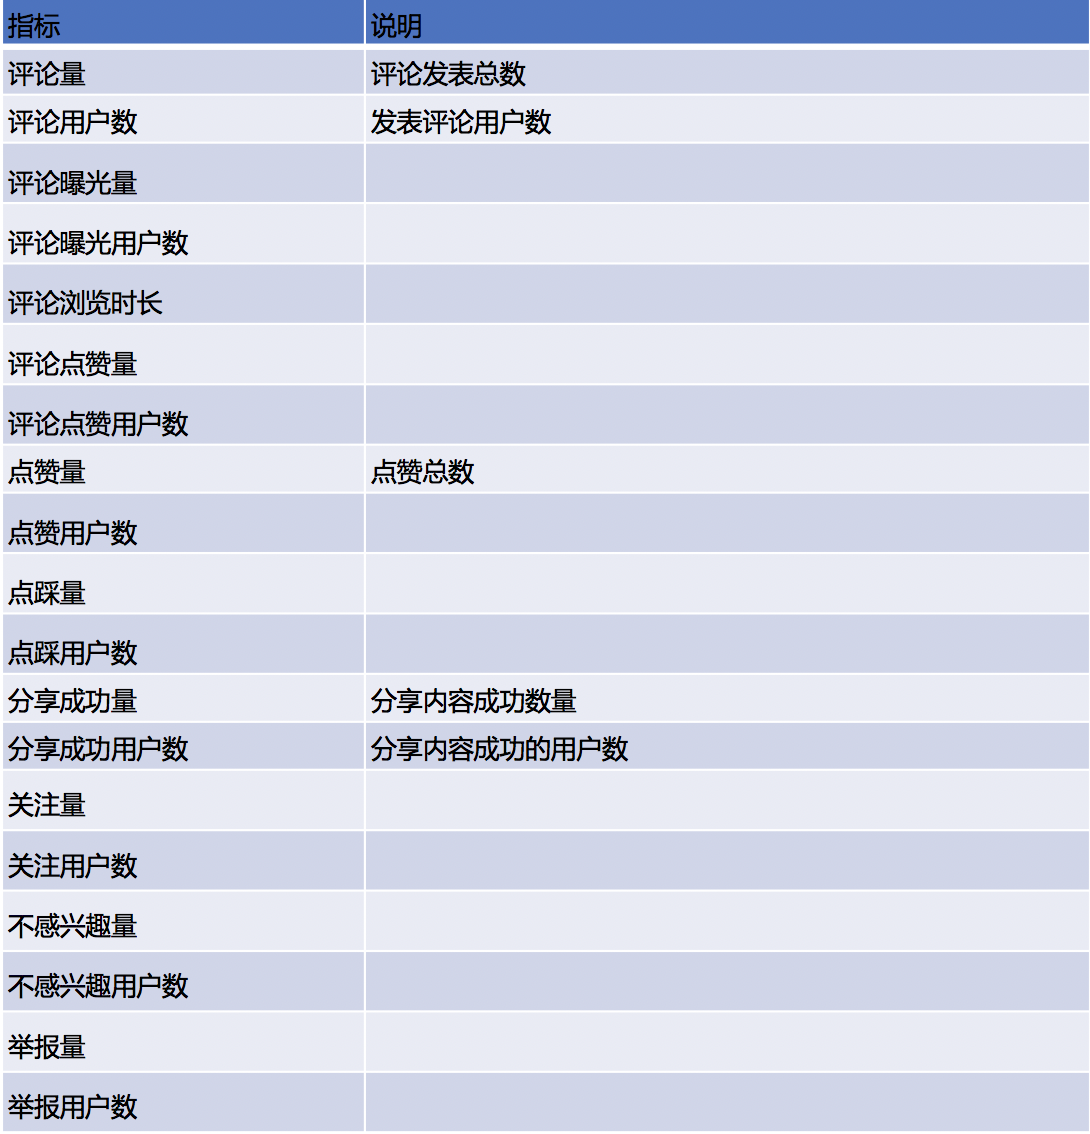 指标 说明
评论量 评论发表总数
评论用户数 发表评论用户数
评论曝光量
评论曝光用户数
评论浏览时长
评论点赞量
评论点赞用户数
点赞量 点赞总数
点赞用户数
点踩量
点踩用户数
分享成功量 分享内容成功数量
分享成功用户数 分享内容成功的用户数
关注量
关注用户数
不感兴趣量
不感兴趣用户数
举报量
举报用户数